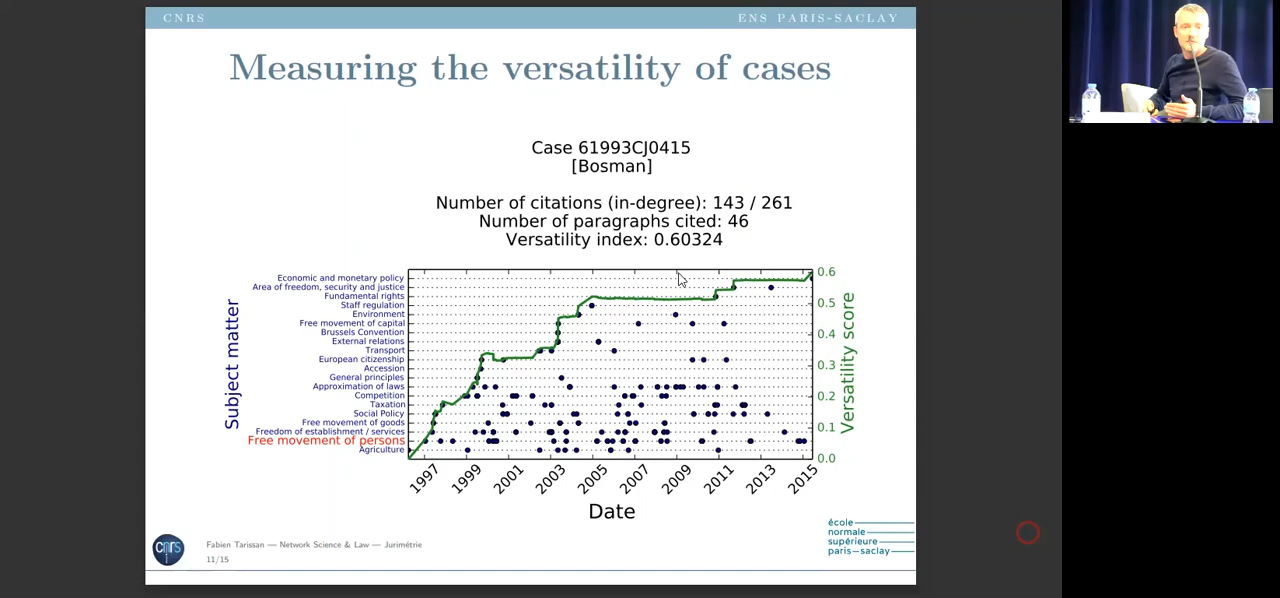 CNRS
ENS PARIS-SACLAY
Measuring the versatility of cases
Case 61993CJ0415
[Bosman]
Number of citations (in-degree): 143 / 261
Number of paragraphs cited: 46
Versatility index: 0.60324
Subject matter
Economic and monetary policy
Area of freedom, security and justice
Fundamental rights
Staff regulation
Environment
Free movement of capital
Brussels Convention
External relations
Transport
European citizenship
Accession
General principles
Approximation of laws
Competition
Taxation
Social Policy
Free movement of goods
Freedom of establishment / services
Free movement of persons
Agriculture
0.6
0.5
0.4
0.3
0.2
0.1
0.0
Versatility score
1997
1999
2001
2003
2005
2007
2009
2011
2013
2015
Date
cnrs
Fabien Tarissan — Network Science & Law — Jurimétrie
11/15
école
normale
supérieure
paris–saclay